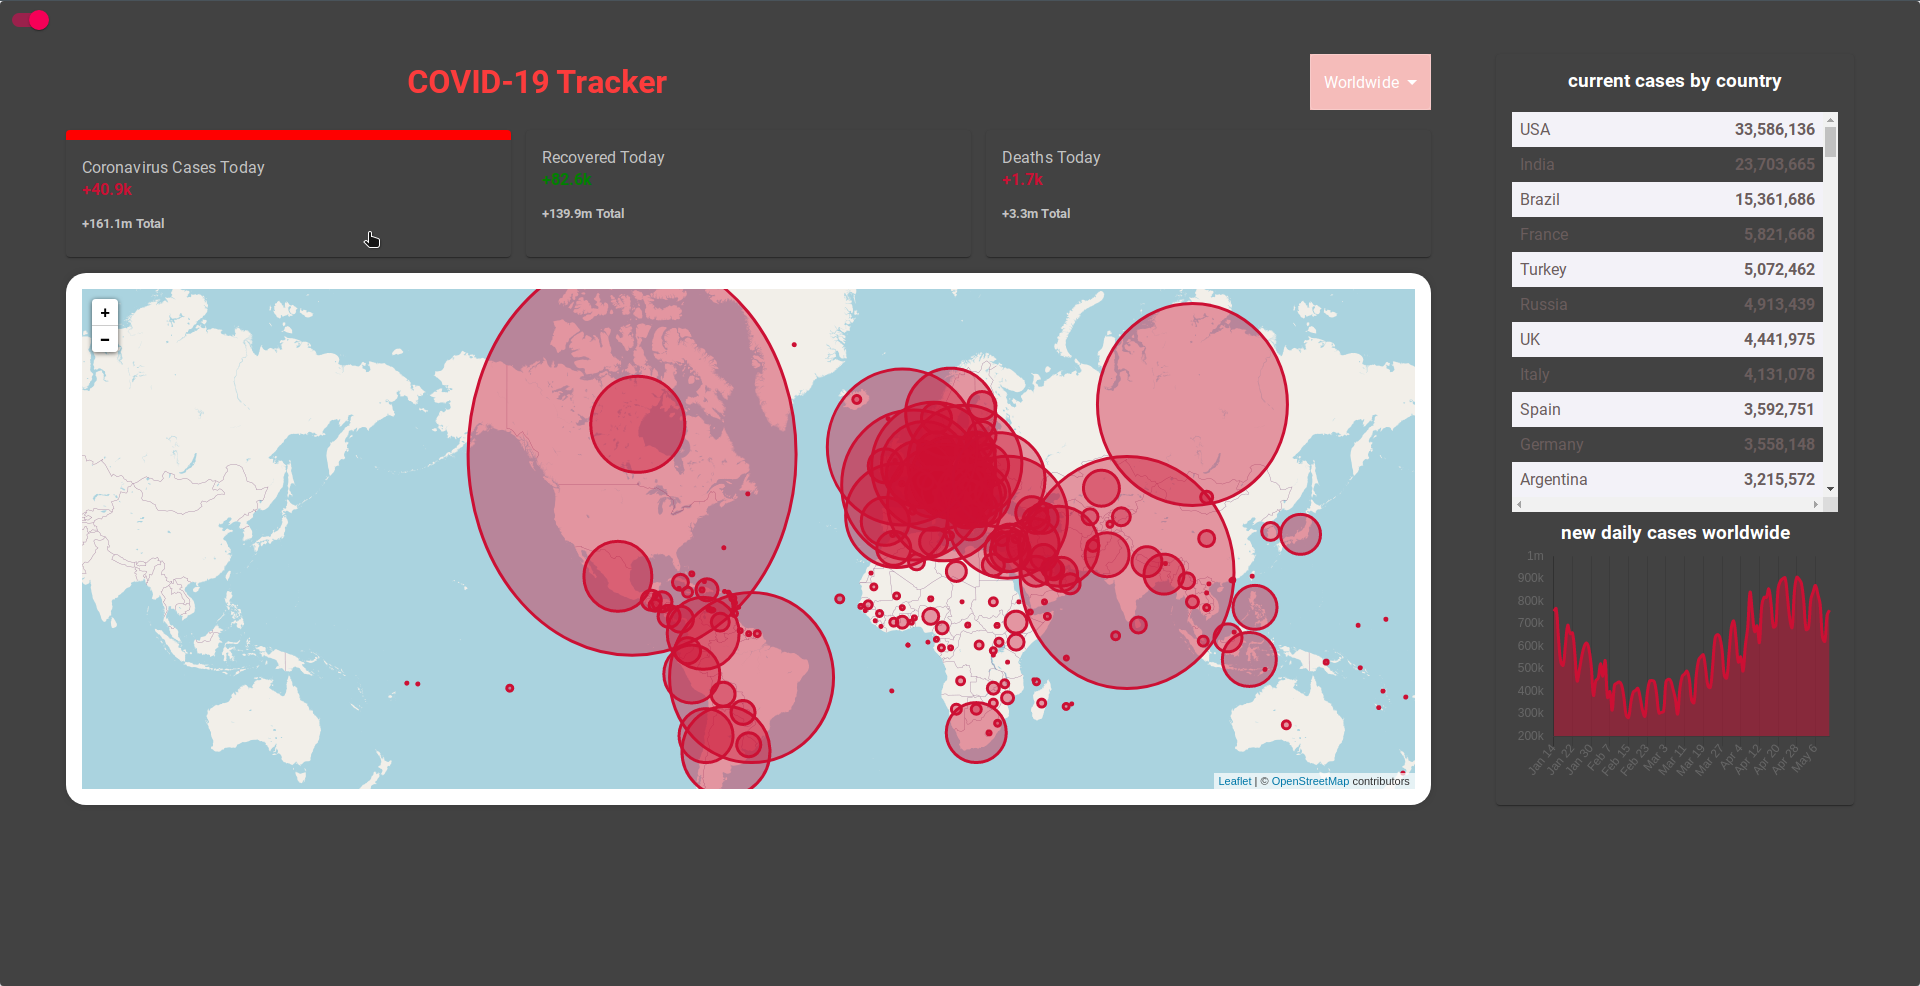 COVID-19 Tracker
Worldwide
Coronavirus Cases Today
+40.9k
+161.1m Total
Recovered Today
+82.6k
+139.9m Total
Deaths Today
+1.7k
+3.3m Total
+
−
Leaflet | © OpenStreetMap contributors
current cases by country
USA 33,586,136
India 23,703,665
Brazil 15,361,686
France 5,821,668
Turkey 5,072,462
Russia 4,913,439
UK 4,441,975
Italy 4,131,078
Spain 3,592,751
Germany 3,558,148
Argentina 3,215,572
new daily cases worldwide
1m
900k
800k
700k
600k
500k
400k
300k
200k
Jan 14 Jan 22 Jan 30 Feb 7 Feb 15 Feb 23 Mar 3 Mar 11 Mar 19 Mar 27 Apr 4 Apr 12 Apr 20 Apr 28 May 6